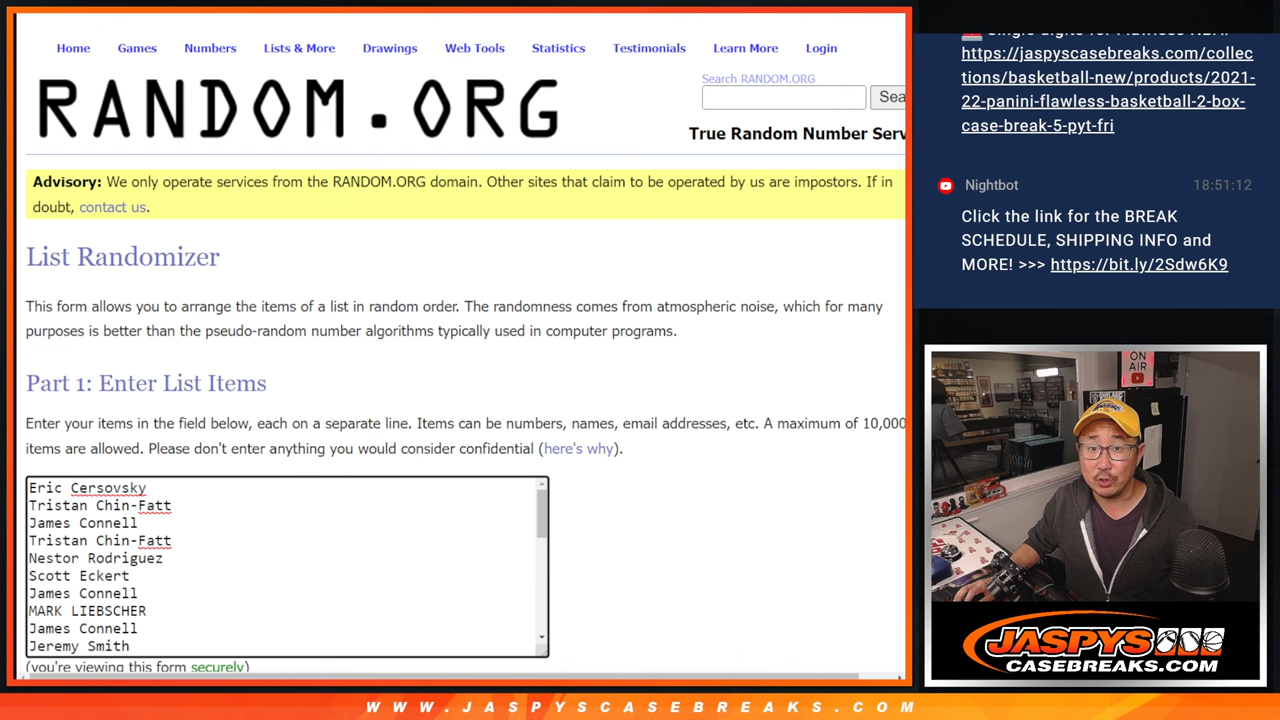 Home Games Numbers Lists & More Drawings Web Tools Statistics Testimonials Learn More Login
RANDOM.ORG
Search RANDOM.ORG
Sea
True Random Number Serv
Advisory: We only operate services from the RANDOM.ORG domain. Other sites that claim to be operated by us are impostors. If in
doubt, contact us.
List Randomizer
This form allows you to arrange the items of a list in random order. The randomness comes from atmospheric noise, which for many
purposes is better than the pseudo-random number algorithms typically used in computer programs.
Part 1: Enter List Items
Enter your items in the field below, each on a separate line. Items can be numbers, names, email addresses, etc. A maximum of 10,000
items are allowed. Please don't enter anything you would consider confidential (here's why).
Eric Cersovsky
Tristan Chin-Fatt
James Connell
Tristan Chin-Fatt
Nestor Rodriguez
Scott Eckert
James Connell
MARK LIEBSCHER
James Connell
Jeremy Smith
(you're viewing this form securely)
https://jaspyscasebreaks.com/collec
tions/basketball-new/products/2021-
22-panini-flawless-basketball-2-box-
case-break-5-pyt-fri
Nightbot 18:51:12
Click the link for the BREAK
SCHEDULE, SHIPPING INFO and
MORE! >>> https://bit.ly/2Sdw6K9
ON
AIR
JASPYS
CASEBREAKS.COM
WWW.JASPYSCASEBREAKS.COM